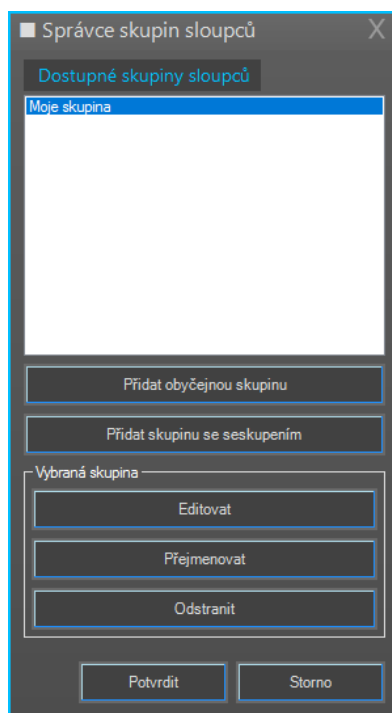 Správce skupin sloupců X
Dostupné skupiny sloupců
Moje skupina
Přidat obyčejnou skupinu
Přidat skupinu se seskupením
Vybraná skupina
Editovat
Přejmenovat
Odstranit
Potvrdit Storno